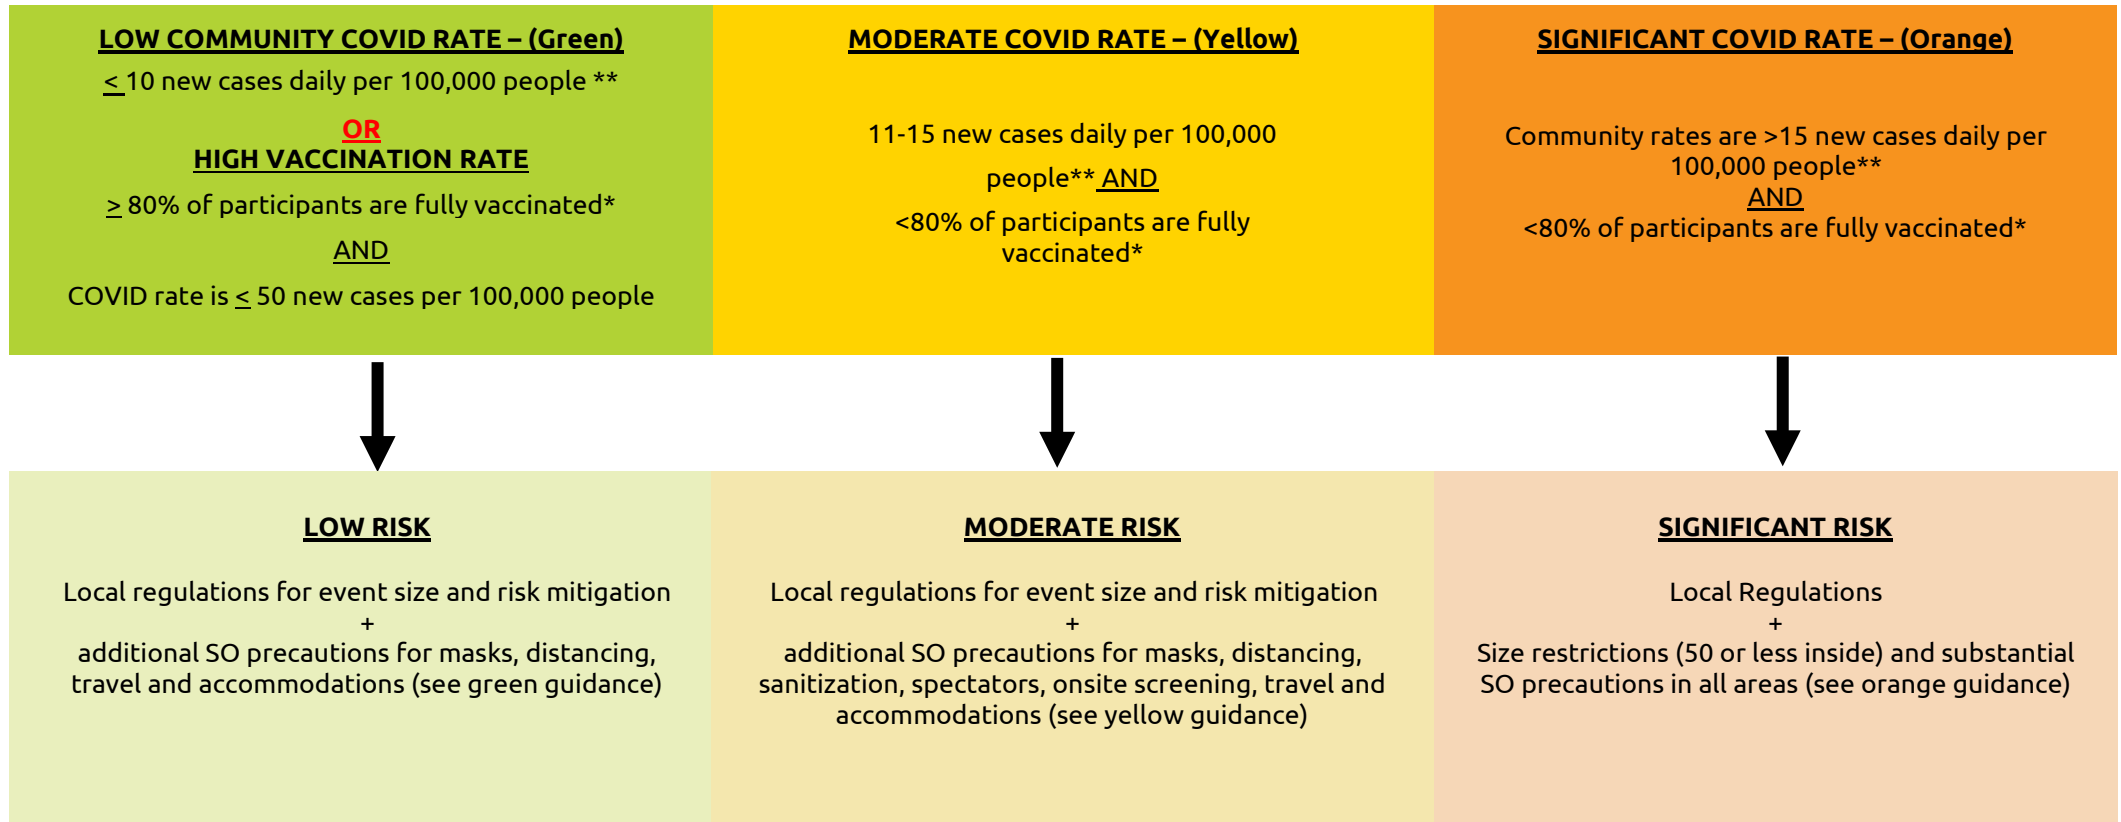 LOW COMMUNITY COVID RATE – (Green)
≤ 10 new cases daily per 100,000 people **
OR
HIGH VACCINATION RATE
≥ 80% of participants are fully vaccinated*
AND
COVID rate is ≤ 50 new cases per 100,000 people
MODERATE COVID RATE – (Yellow)
11-15 new cases daily per 100,000
people** AND
<80% of participants are fully
vaccinated*
SIGNIFICANT COVID RATE – (Orange)
Community rates are >15 new cases daily per
100,000 people**
AND
<80% of participants are fully vaccinated*
LOW RISK
Local regulations for event size and risk mitigation
+
additional SO precautions for masks, distancing,
travel and accommodations (see green guidance)
MODERATE RISK
Local regulations for event size and risk mitigation
+
additional SO precautions for masks, distancing,
sanitization, spectators, onsite screening, travel and
accommodations (see yellow guidance)
SIGNIFICANT RISK
Local Regulations
+
Size restrictions (50 or less inside) and substantial
SO precautions in all areas (see orange guidance)